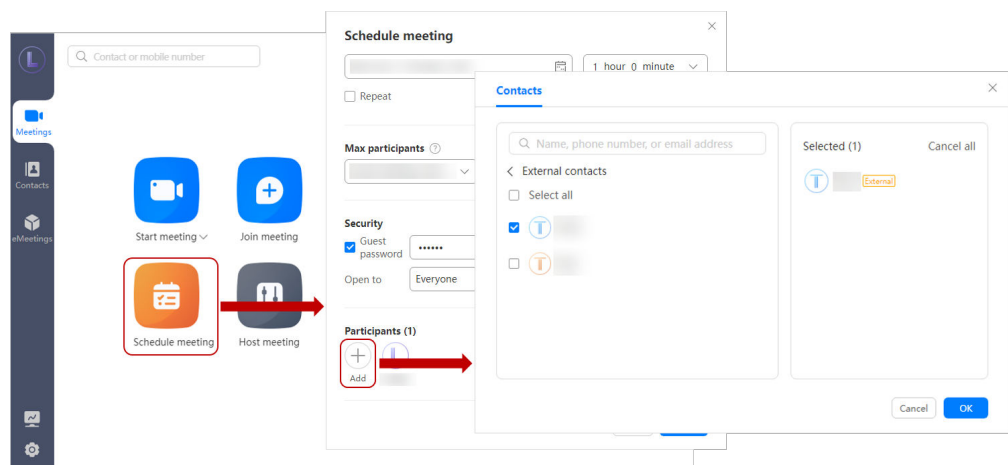 L
Contact or mobile number
Meetings
Contacts
eMeetings
Start meeting
Join meeting
Schedule meeting
Host meeting
Schedule meeting
1 hour 0 minute
Repeat
Max participants ?
Security
Guest
password
••••••
Open to
Everyone
Participants (1)
L
Add
Contacts
Name, phone number, or email address
External contacts
Select all
T
T
Selected (1)
Cancel all
T
External
Cancel
OK